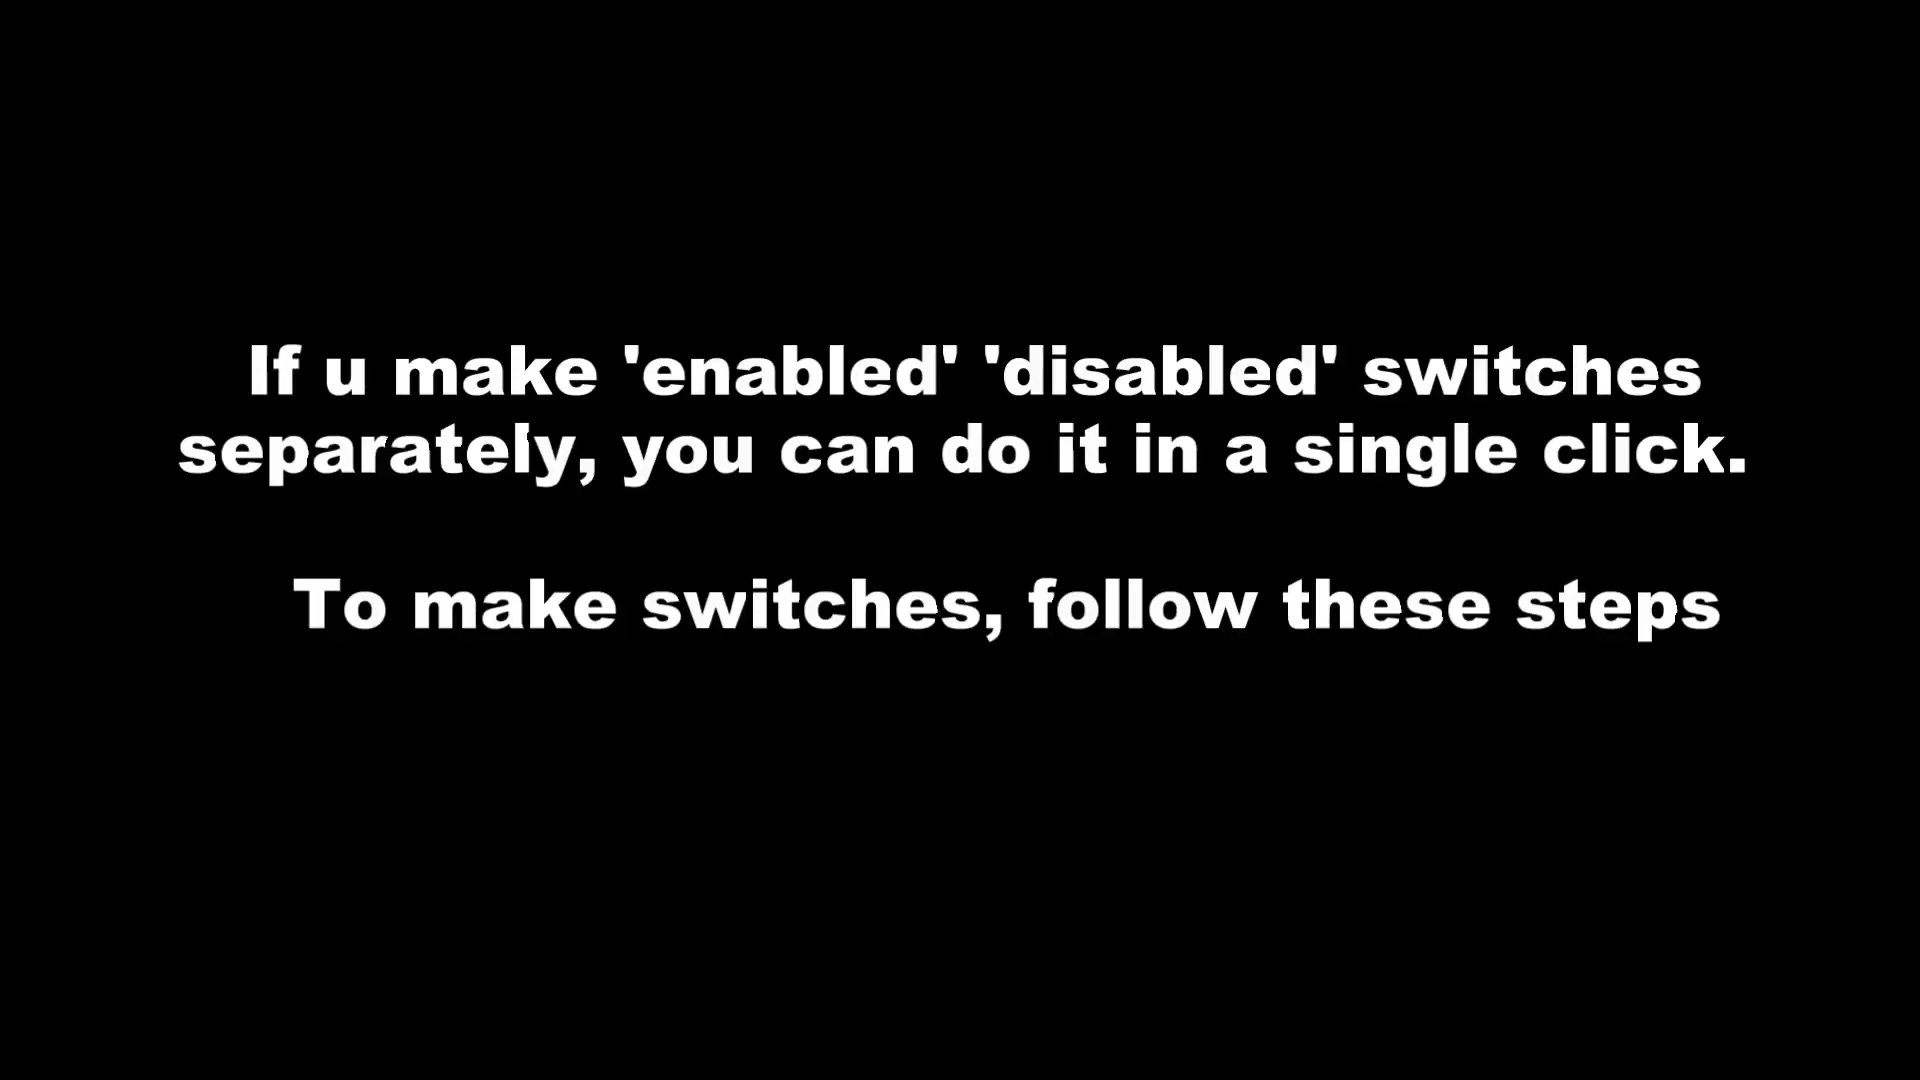 If u make 'enabled' 'disabled' switches
separately, you can do it in a single click.
To make switches, follow these steps